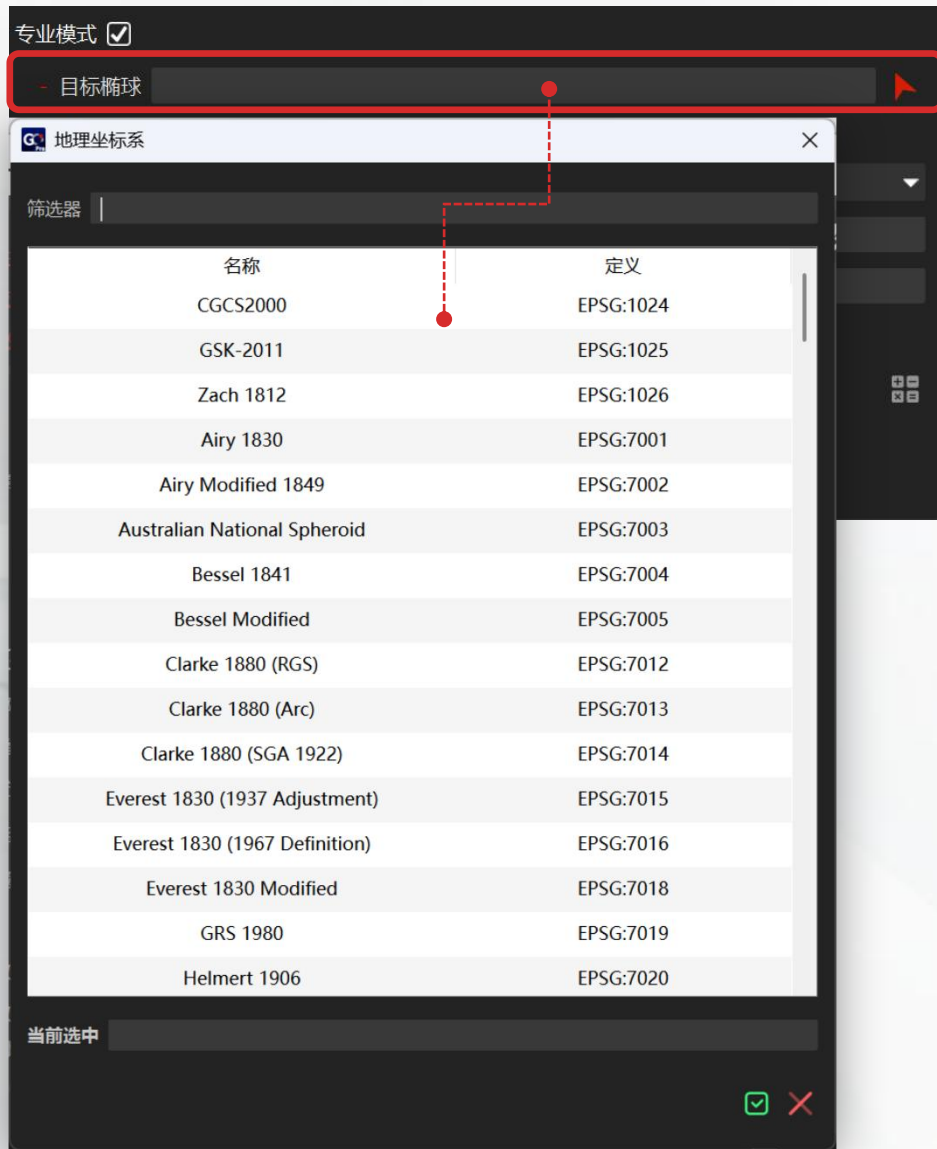 专业模式
- 目标椭球
地理坐标系
筛选器
名称 定义
CGCS2000 EPSG:1024
GSK-2011 EPSG:1025
Zach 1812 EPSG:1026
Airy 1830 EPSG:7001
Airy Modified 1849 EPSG:7002
Australian National Spheroid EPSG:7003
Bessel 1841 EPSG:7004
Bessel Modified EPSG:7005
Clarke 1880 (RGS) EPSG:7012
Clarke 1880 (Arc) EPSG:7013
Clarke 1880 (SGA 1922) EPSG:7014
Everest 1830 (1937 Adjustment) EPSG:7015
Everest 1830 (1967 Definition) EPSG:7016
Everest 1830 Modified EPSG:7018
GRS 1980 EPSG:7019
Helmert 1906 EPSG:7020
当前选中